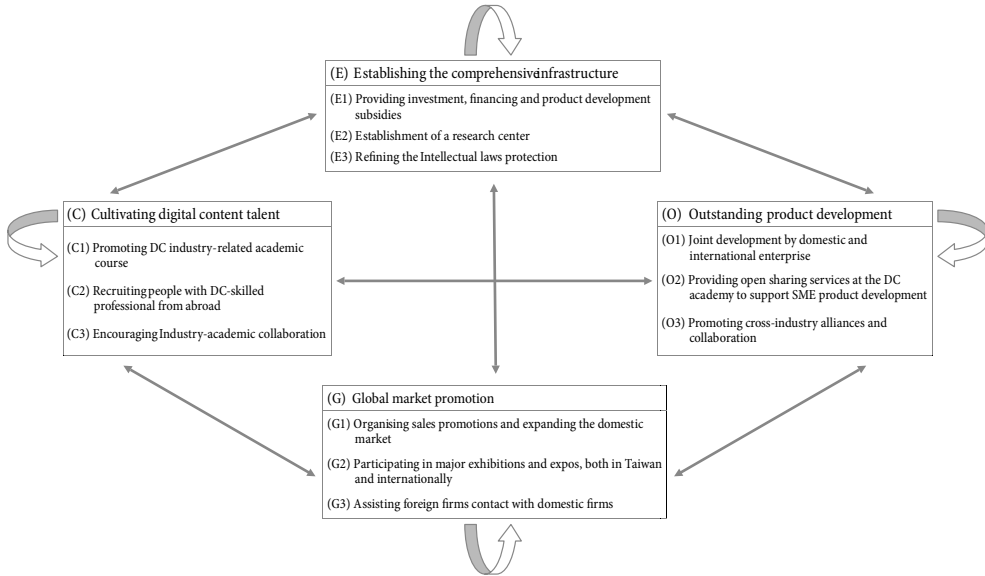 (E) Establishing the comprehensive infrastructure
(E1) Providing investment, financing and product development
subsidies
(E2) Establishment of a research center
(E3) Refining the Intellectual laws protection
(C) Cultivating digital content talent
(C1) Promoting DC industry-related academic
course
(C2) Recruiting people with DC-skilled
professional from abroad
(C3) Encouraging Industry-academic collaboration
(O) Outstanding product development
(O1) Joint development by domestic and
international enterprise
(O2) Providing open sharing services at the DC
academy to support SME product development
(O3) Promoting cross-industry alliances and
collaboration
(G) Global market promotion
(G1) Organising sales promotions and expanding the domestic
market
(G2) Participating in major exhibitions and expos, both in Taiwan
and internationally
(G3) Assisting foreign firms contact with domestic firms